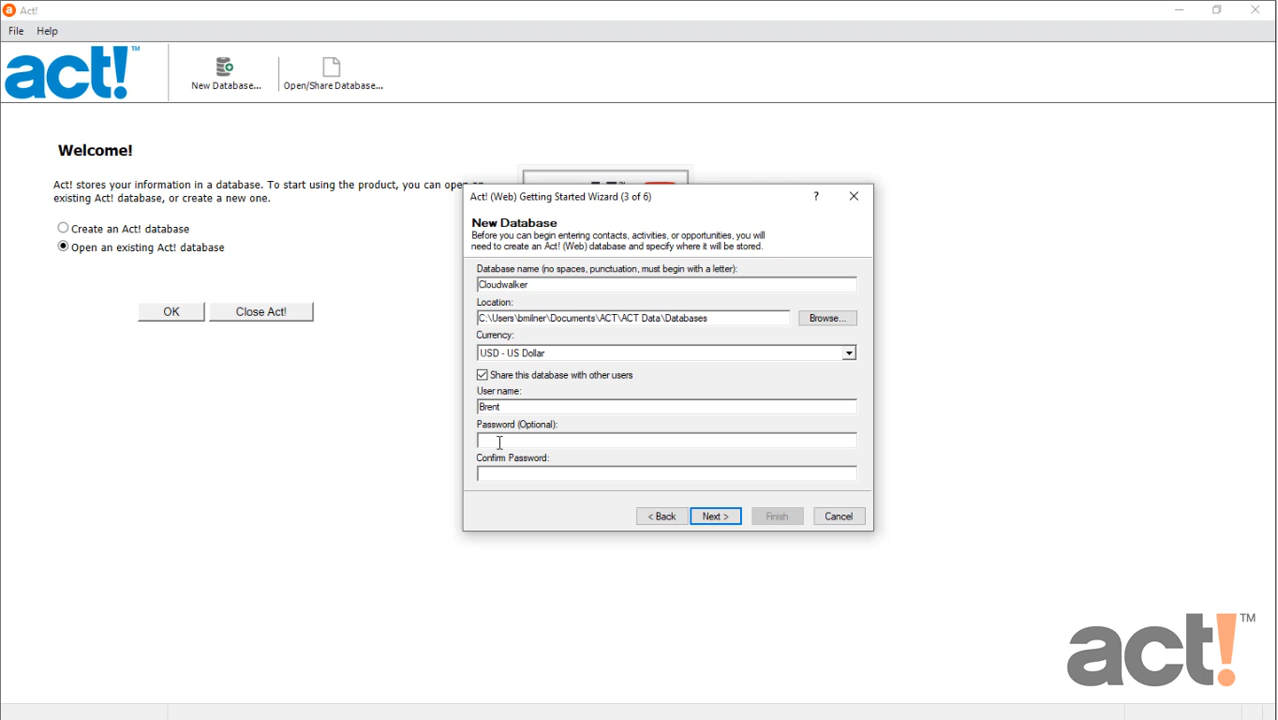 Act!
File Help
act!™
New Database...
Open/Share Database...
Welcome!
Act! stores your information in a database. To start using the product, you can open
existing Act! database, or create a new one.
Create an Act! database
Open an existing Act! database
OK
Close Act!
Act! (Web) Getting Started Wizard (3 of 6)
New Database
Before you can begin entering contacts, activities, or opportunities, you will
need to create an Act! (Web) database and specify where it will be stored.
Database name (no spaces, punctuation, must begin with a letter):
Cloudwalker
Location:
C:\Users\bmilner\Documents\ACT\ACT Data\Databases
Browse...
Currency:
USD - US Dollar
Share this database with other users
User name:
Brent
Password (Optional):
Confirm Password:
< Back
Next >
Finish
Cancel
act!™